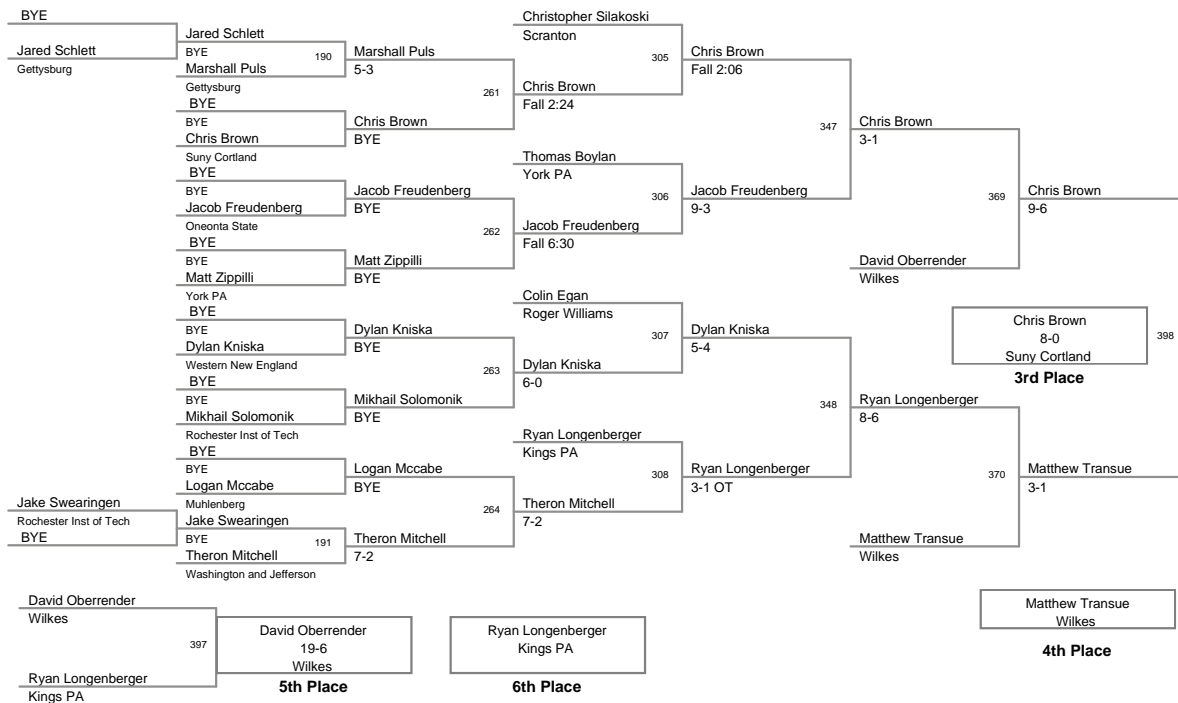 BYE
Jared Schlett
Gettysburg
Jake Swearingen
Rochester Inst of Tech
BYE
Jared Schlett
BYE
190
Marshall Puls
Gettysburg
BYE
BYE
Chris Brown
Suny Cortland
BYE
BYE
Jacob Freudenberg
Oneonta State
BYE
BYE
Matt Zippilli
York PA
BYE
BYE
Dylan Kniska
Western New England
BYE
BYE
Mikhail Solomonik
Rochester Inst of Tech
BYE
BYE
Logan Mccabe
Muhlenberg
Jake Swearingen
BYE
191
Theron Mitchell
Washington and Jefferson
Marshall Puls
5-3
261
Chris Brown
BYE
Jacob Freudenberg
BYE
262
Matt Zippilli
BYE
Dylan Kniska
BYE
263
Mikhail Solomonik
BYE
Logan Mccabe
BYE
264
Theron Mitchell
7-2
Christopher Silakoski
Scranton
305
Chris Brown
Fall 2:24
Thomas Boylan
York PA
306
Jacob Freudenberg
Fall 6:30
Colin Egan
Roger Williams
307
Dylan Kniska
6-0
Ryan Longenberger
Kings PA
308
Theron Mitchell
7-2
Chris Brown
Fall 2:06
347
Jacob Freudenberg
9-3
Dylan Kniska
5-4
348
Ryan Longenberger
3-1 OT
Chris Brown
3-1
369
David Oberrender
Wilkes
Ryan Longenberger
8-6
370
Matthew Transue
Wilkes
Chris Brown
9-6
Chris Brown
8-0
Suny Cortland
398
3rd Place
Matthew Transue
3-1
Matthew Transue
Wilkes
4th Place
David Oberrender
Wilkes
397
Ryan Longenberger
Kings PA
David Oberrender
19-6
Wilkes
5th Place
Ryan Longenberger
Kings PA
6th Place